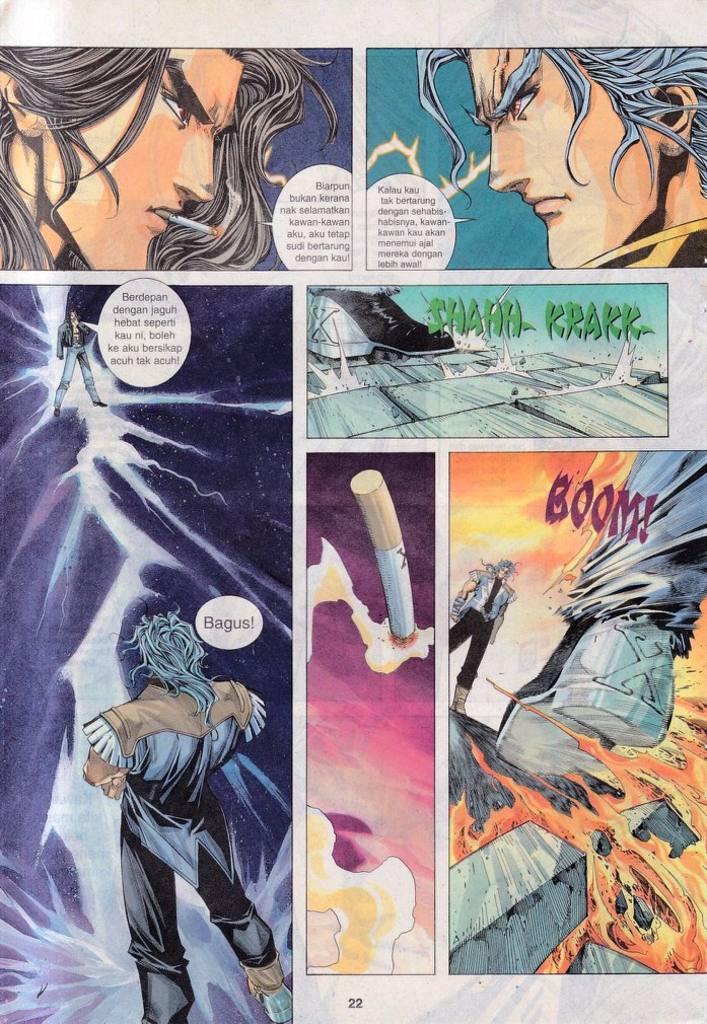 Biarpun
bukan kerana
nak selamatkan
kawan-kawan
aku, aku tetap
sudi bertarung
dengan kau!
Kalau kau
tak bertarung
dengan sehabis-
habisnya, kawan-
kawan kau akan
menemui ajal
mereka dengan
lebih awal!
Berdepan
dengan jaguh
hebat seperti
kau ni, boleh
ke aku bersikap
acuh tak acuh!
SHAHH- KRAKK-
BOOM!
Bagus!
X
22